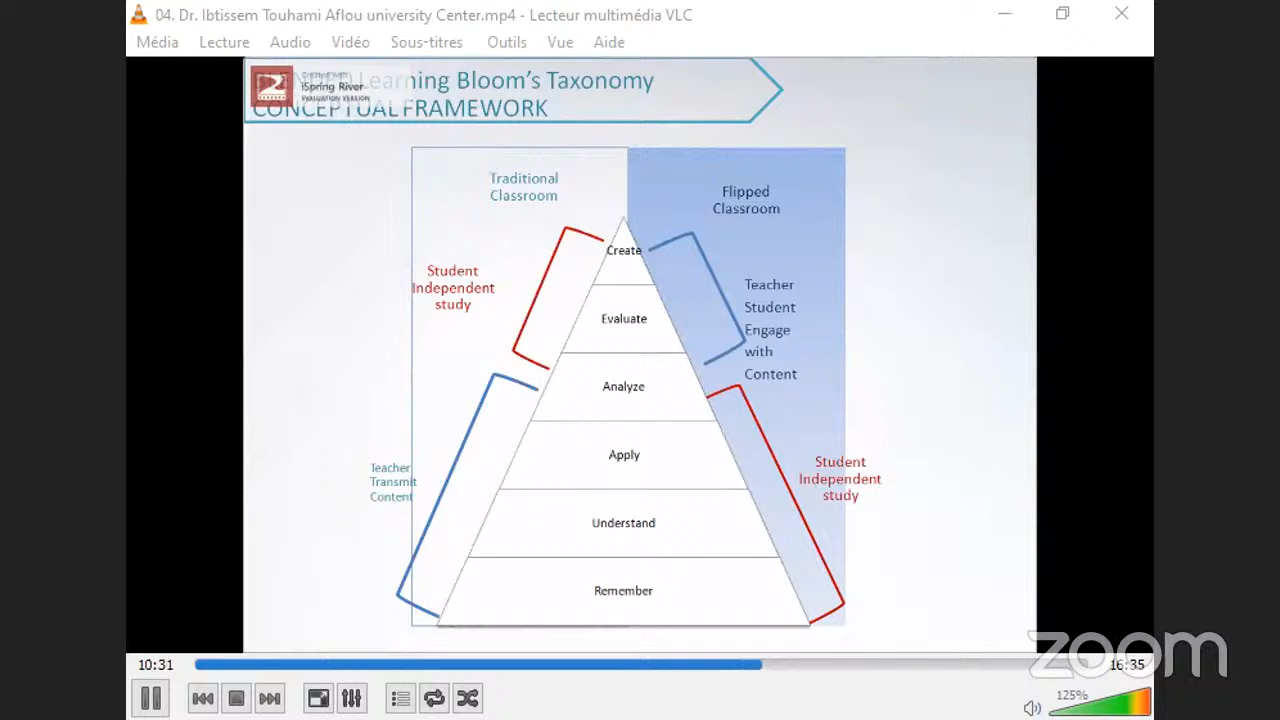 04. Dr. Ibtissem Touhami Aflou university Center.mp4 - Lecteur multimédia VLC
Média Lecture Audio Vidéo Sous-titres Outils Vue Aide
Created with
iSpring River
EVALUATION VERSION
Learning Bloom's Taxonomy
CONCEPTUAL FRAMEWORK
Traditional
Classroom
Flipped
Classroom
Create
Student
Independent
study
Teacher
Student
Engage
with
Content
Evaluate
Analyze
Apply
Teacher
Transmit
Content
Student
Independent
study
Understand
Remember
zoom
10:31
16:35
125%